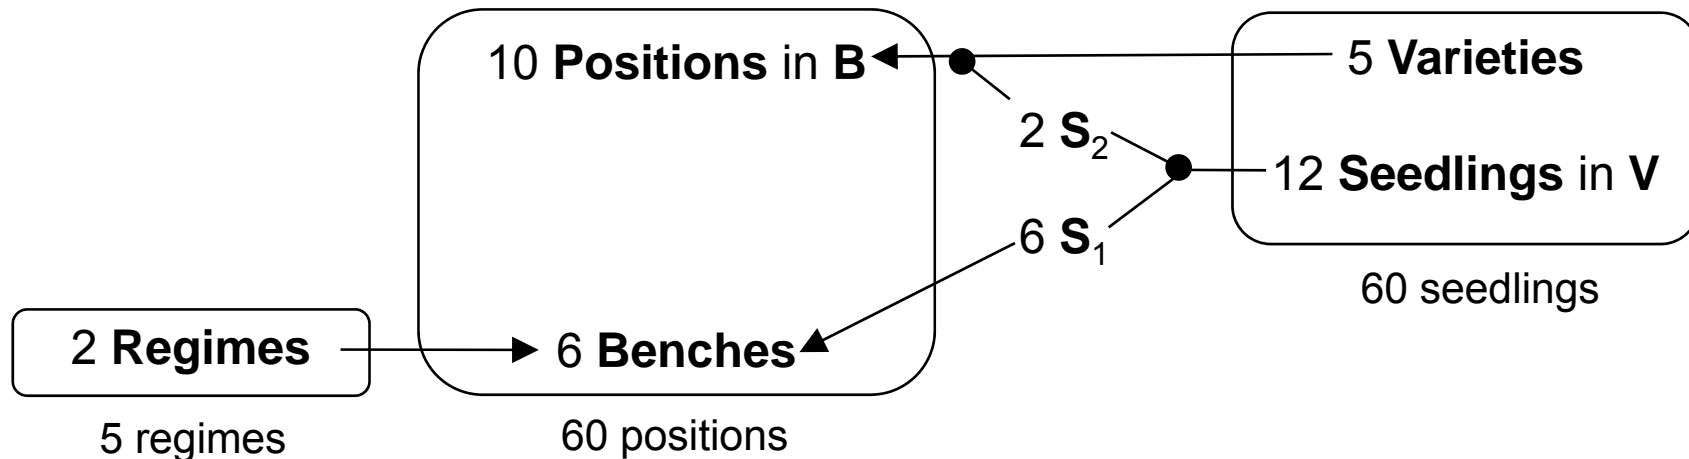 10 Positions in B
5 Varieties
2 S₂
12 Seedlings in V
6 S₁
60 seedlings
2 Regimes
6 Benches
5 regimes
60 positions